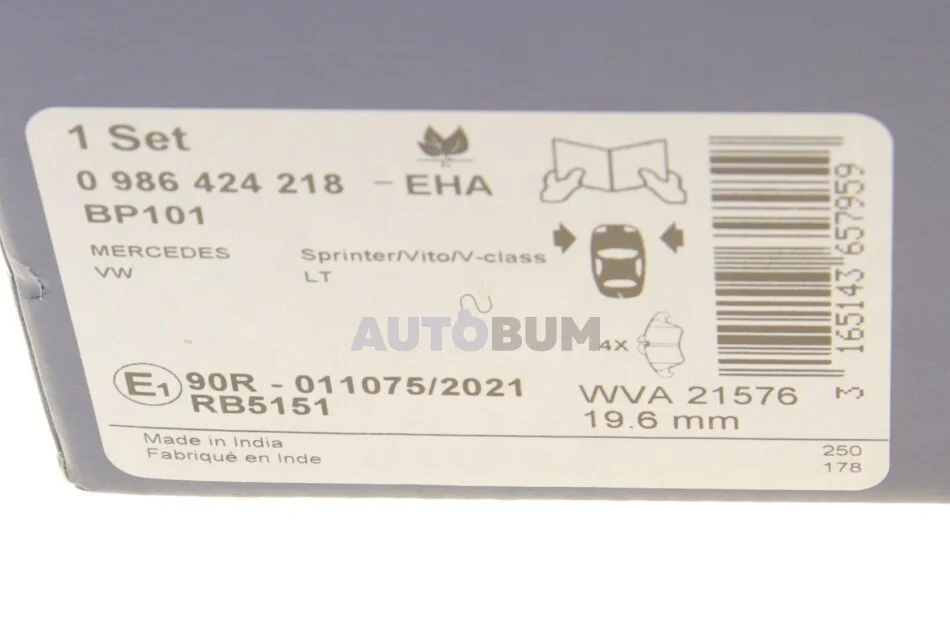 1 Set
0 986 424 218 - EHA
BP101
MERCEDES Sprinter/Vito/V-class
VW LT
AUTOBUM
4x
E1 90R - 011075/2021
RB5151
WVA 21576
19.6 mm
3 165143 657959
Made in India
Fabriqué en Inde
250
178